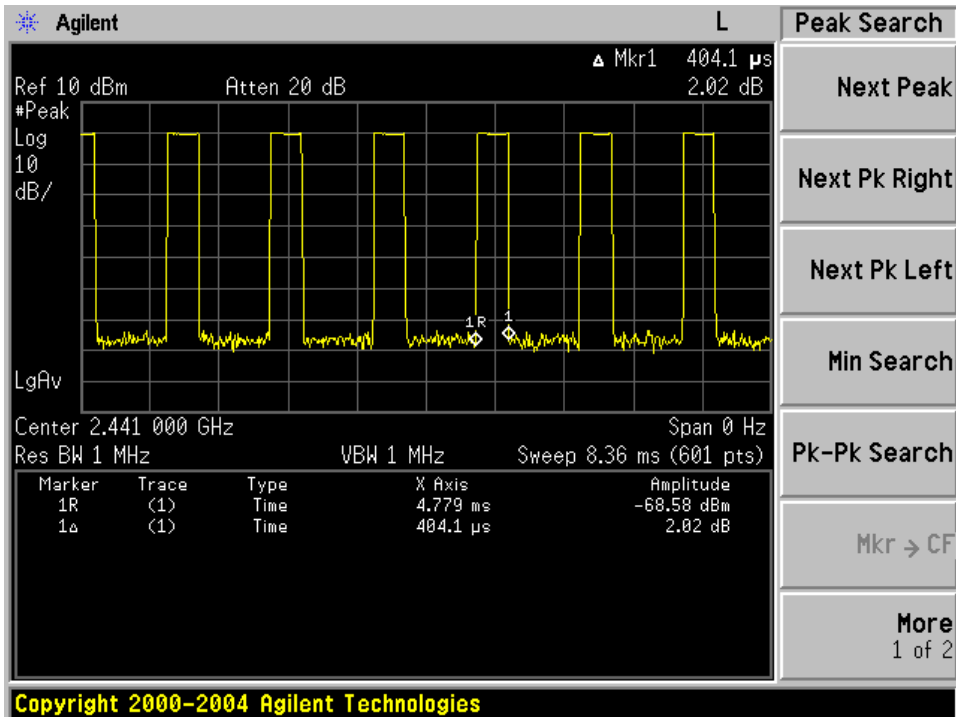 Agilent L
Peak Search
Δ Mkr1 404.1 µs
Ref 10 dBm Atten 20 dB 2.02 dB
#Peak
Log
10
dB/
1R 1
LgAv
Center 2.441 000 GHz Span 0 Hz
Res BW 1 MHz VBW 1 MHz Sweep 8.36 ms (601 pts)
Marker Trace Type X Axis Amplitude
1R (1) Time 4.779 ms -68.58 dBm
1Δ (1) Time 404.1 µs 2.02 dB
Next Peak
Next Pk Right
Next Pk Left
Min Search
Pk-Pk Search
Mkr → CF
More
1 of 2
Copyright 2000-2004 Agilent Technologies